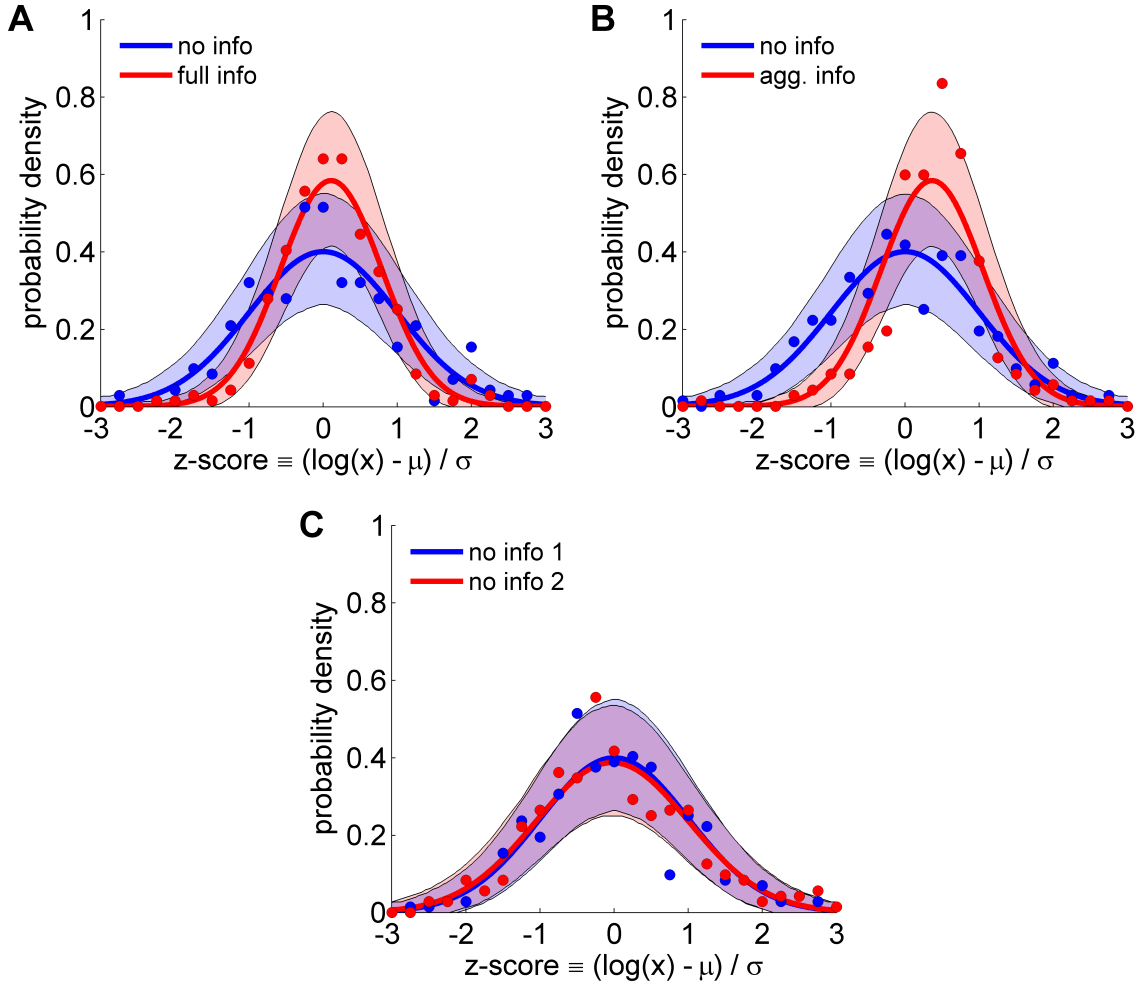 A
1
no info
full info
0.8
0.6
0.4
0.2
0
probability density
-3 -2 -1 0 1 2 3
z-score ≡ (log(x) - μ) / σ
B
1
no info
agg. info
0.8
0.6
0.4
0.2
0
probability density
-3 -2 -1 0 1 2 3
z-score ≡ (log(x) - μ) / σ
C
1
no info 1
no info 2
0.8
0.6
0.4
0.2
0
probability density
-3 -2 -1 0 1 2 3
z-score ≡ (log(x) - μ) / σ